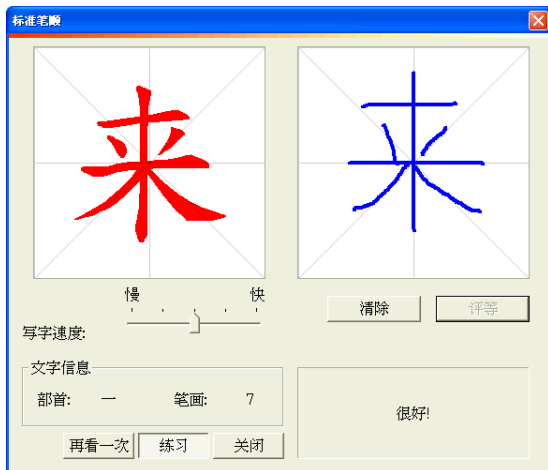 标准笔顺
来
来
慢 快
写字速度:
清除 评等
文字信息
部首: 一 笔画: 7
再看一次 练习 关闭
很好!